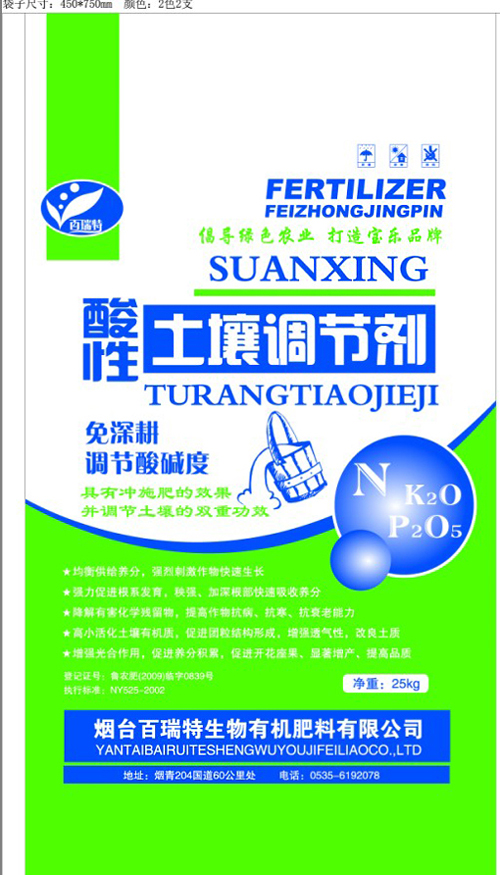 袋子尺寸：450*750mm 颜色：2色2支
FERTILIZER
FEIZHONGJINGPIN
百瑞特
倡导绿色农业 打造宝乐品牌
SUANXING
酸性
土壤调节剂
TURANGTIAOJIEJI
免深耕
调节酸碱度
具有冲施肥的效果
并调节土壤的双重功效
N K2O
P2O5
★均衡供给养分，强烈刺激作物快速生长
★强力促进根系发育，秧强、加深根部快速吸收养分
★降解有害化学残留物，提高作物抗病、抗寒、抗衰老能力
★高小活化土壤有机质，促进团粒结构形成，增强透气性，改良土质
★增强光合作用，促进养分积累，促进开花座果、显著增产、提高品质
登记证号：鲁农肥(2009)临字0839号
执行标准：NY525-2002
净重：25kg
烟台百瑞特生物有机肥料有限公司
YANTAIBAIRUITESHENGWUYOUJIFEILIAOCO.,LTD
地址：烟青204国道60公里处 电话：0535-6192078